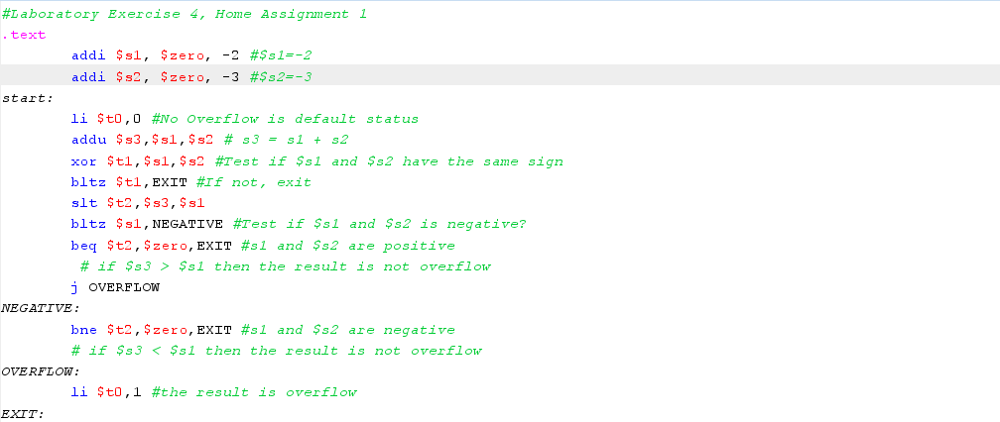 #Laboratory Exercise 4, Home Assignment 1
.text
addi $s1, $zero, -2 #$s1=-2
addi $s2, $zero, -3 #$s2=-3
start:
li $t0,0 #No Overflow is default status
addu $s3,$s1,$s2 # s3 = s1 + s2
xor $t1,$s1,$s2 #Test if $s1 and $s2 have the same sign
bltz $t1,EXIT #If not, exit
slt $t2,$s3,$s1
bltz $s1,NEGATIVE #Test if $s1 and $s2 is negative?
beq $t2,$zero,EXIT #s1 and $s2 are positive
# if $s3 > $s1 then the result is not overflow
j OVERFLOW
NEGATIVE:
bne $t2,$zero,EXIT #s1 and $s2 are negative
# if $s3 < $s1 then the result is not overflow
OVERFLOW:
li $t0,1 #the result is overflow
EXIT: